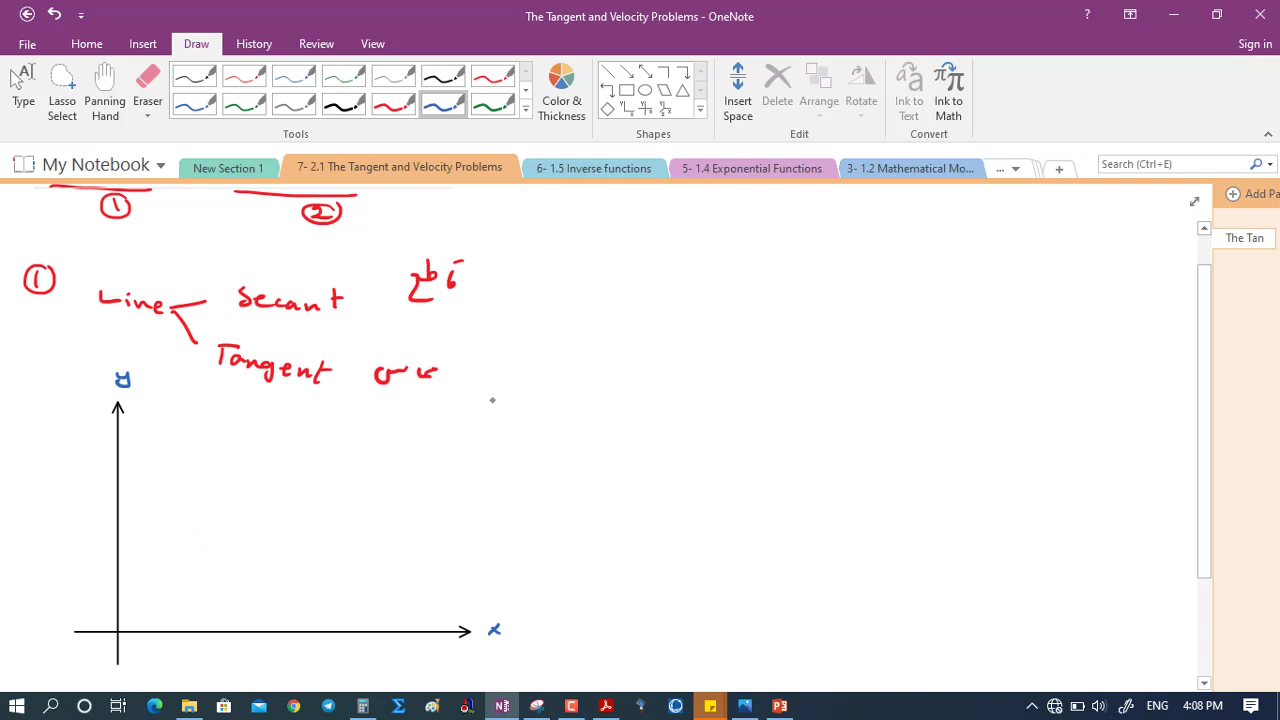 The Tangent and Velocity Problems - OneNote
Sign in
File Home Insert Draw History Review View
Type Lasso Select Panning Hand Eraser Color & Thickness Insert Space Delete Arrange Rotate Ink to Text Ink to Math
Tools Shapes Edit Convert
My Notebook New Section 1 7- 2.1 The Tangent and Velocity Problems 6- 1.5 Inverse functions 5- 1.4 Exponential Functions 3- 1.2 Mathematical Mo... ... Search (Ctrl+E)
Add Pa
The Tan
① ②
① Line Secant
Tangent
y
x
4:08 PM